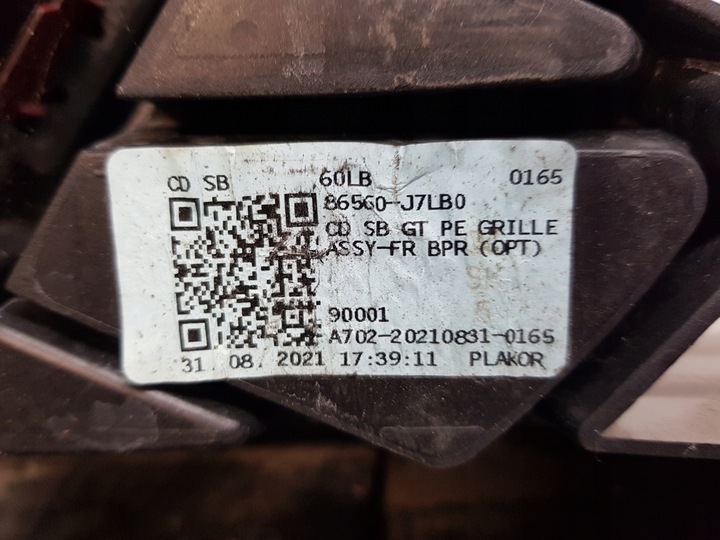 CD SB 60LB 0165
86560-J7LB0
CD SB GT PE GRILLE
ASSY-FR BPR (OPT)
90001
A702-20210831-0165
31. 08. 2021 17:39:11 PLAKOR